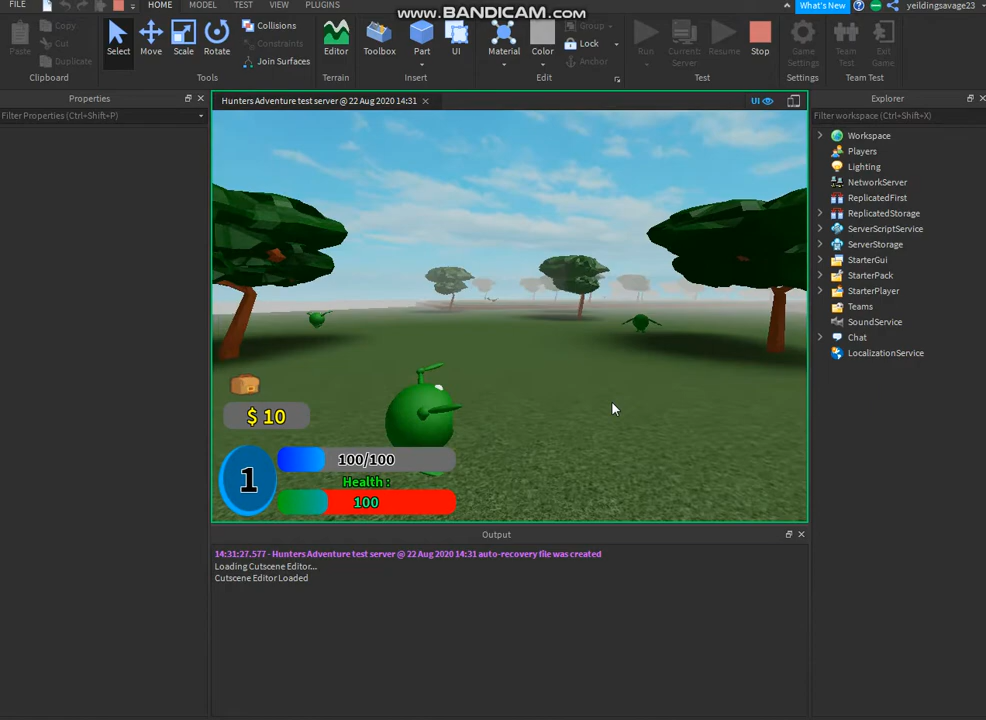 www.BANDICAM.com
FILE HOME MODEL TEST VIEW PLUGINS What's New yeildingsavage23
Paste Copy Cut Duplicate
Clipboard
Select Move Scale Rotate
Collisions
Constraints
Join Surfaces
Tools
Editor
Terrain
Toolbox Part UI
Insert
Material Color
Group
Lock
Anchor
Edit
Run Current: Server Resume Stop
Test
Game Settings
Settings
Team Test Exit Game
Team Test
Properties
Filter Properties (Ctrl+Shift+P)
Hunters Adventure test server @ 22 Aug 2020 14:31
UI
$ 10
1
100/100
Health :
100
Output
14:31:27.577 - Hunters Adventure test server @ 22 Aug 2020 14:31 auto-recovery file was created
Loading Cutscene Editor...
Cutscene Editor Loaded
Explorer
Filter workspace (Ctrl+Shift+X)
Workspace
Players
Lighting
NetworkServer
ReplicatedFirst
ReplicatedStorage
ServerScriptService
ServerStorage
StarterGui
StarterPack
StarterPlayer
Teams
SoundService
Chat
LocalizationService